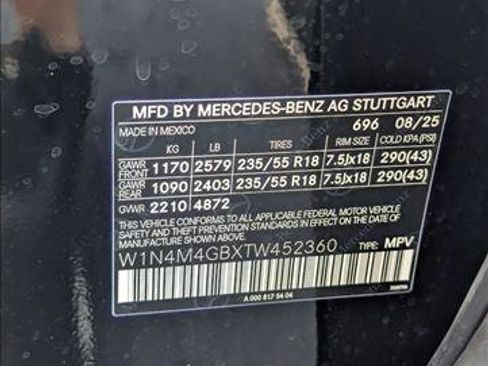 MFD BY MERCEDES-BENZ AG STUTTGART
MADE IN MEXICO 696 08/25
KG LB TIRES RIM SIZE COLD KPA(PSI)
GAWR FRONT 1170 2579 235/55 R18 7.5Jx18 290(43)
GAWR REAR 1090 2403 235/55 R18 7.5Jx18 290(43)
GVWR 2210 4872
THIS VEHICLE CONFORMS TO ALL APPLICABLE FEDERAL MOTOR VEHICLE
SAFETY, BUMPER, AND THEFT PREVENTION STANDARDS IN EFFECT
ON THE DATE OF MANUFACTURE SHOWN ABOVE.
W1N4M4GBXTW452360 TYPE: MPV
A 000 817 54 06